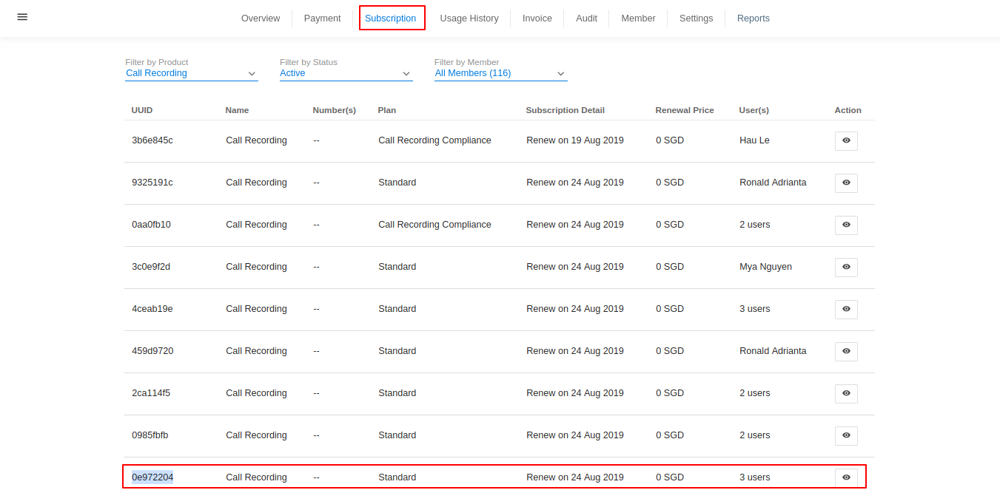 Overview Payment Subscription Usage History Invoice Audit Member Settings Reports
Filter by Product Filter by Status Filter by Member
Call Recording Active All Members (116)
UUID Name Number(s) Plan Subscription Detail Renewal Price User(s) Action
3b6e845c Call Recording -- Call Recording Compliance Renew on 19 Aug 2019 0 SGD Hau Le
9325191c Call Recording -- Standard Renew on 24 Aug 2019 0 SGD Ronald Adrianta
0aa0fb10 Call Recording -- Call Recording Compliance Renew on 24 Aug 2019 0 SGD 2 users
3c0e9f2d Call Recording -- Standard Renew on 24 Aug 2019 0 SGD Mya Nguyen
4ceab19e Call Recording -- Standard Renew on 24 Aug 2019 0 SGD 3 users
459d9720 Call Recording -- Standard Renew on 24 Aug 2019 0 SGD Ronald Adrianta
2ca114f5 Call Recording -- Standard Renew on 24 Aug 2019 0 SGD 2 users
0985fbfb Call Recording -- Standard Renew on 24 Aug 2019 0 SGD 2 users
0e972204 Call Recording -- Standard Renew on 24 Aug 2019 0 SGD 3 users